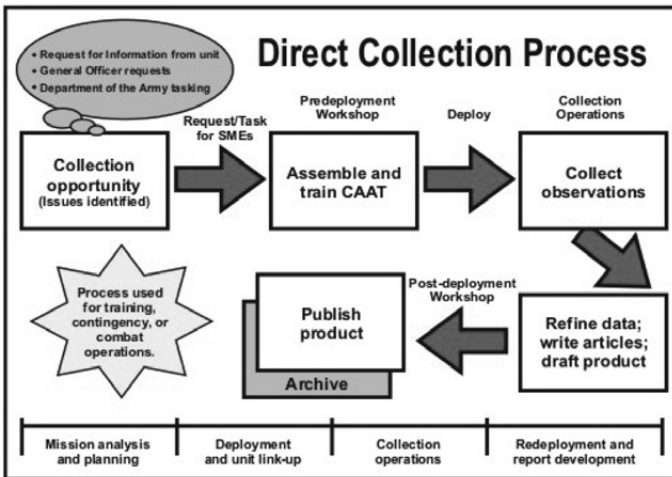 Direct Collection Process
• Request for Information from unit
• General Officer requests
• Department of the Army tasking
Collection
opportunity
(Issues identified)
Request/Task
for SMEs
Predeployment
Workshop
Assemble and
train CAAT
Deploy
Collection
Operations
Collect
observations
Refine data;
write articles;
draft product
Post-deployment
Workshop
Publish
product
Archive
Process used
for training,
contingency, or
combat
operations.
Mission analysis
and planning
Deployment
and unit link-up
Collection
operations
Redeployment and
report development